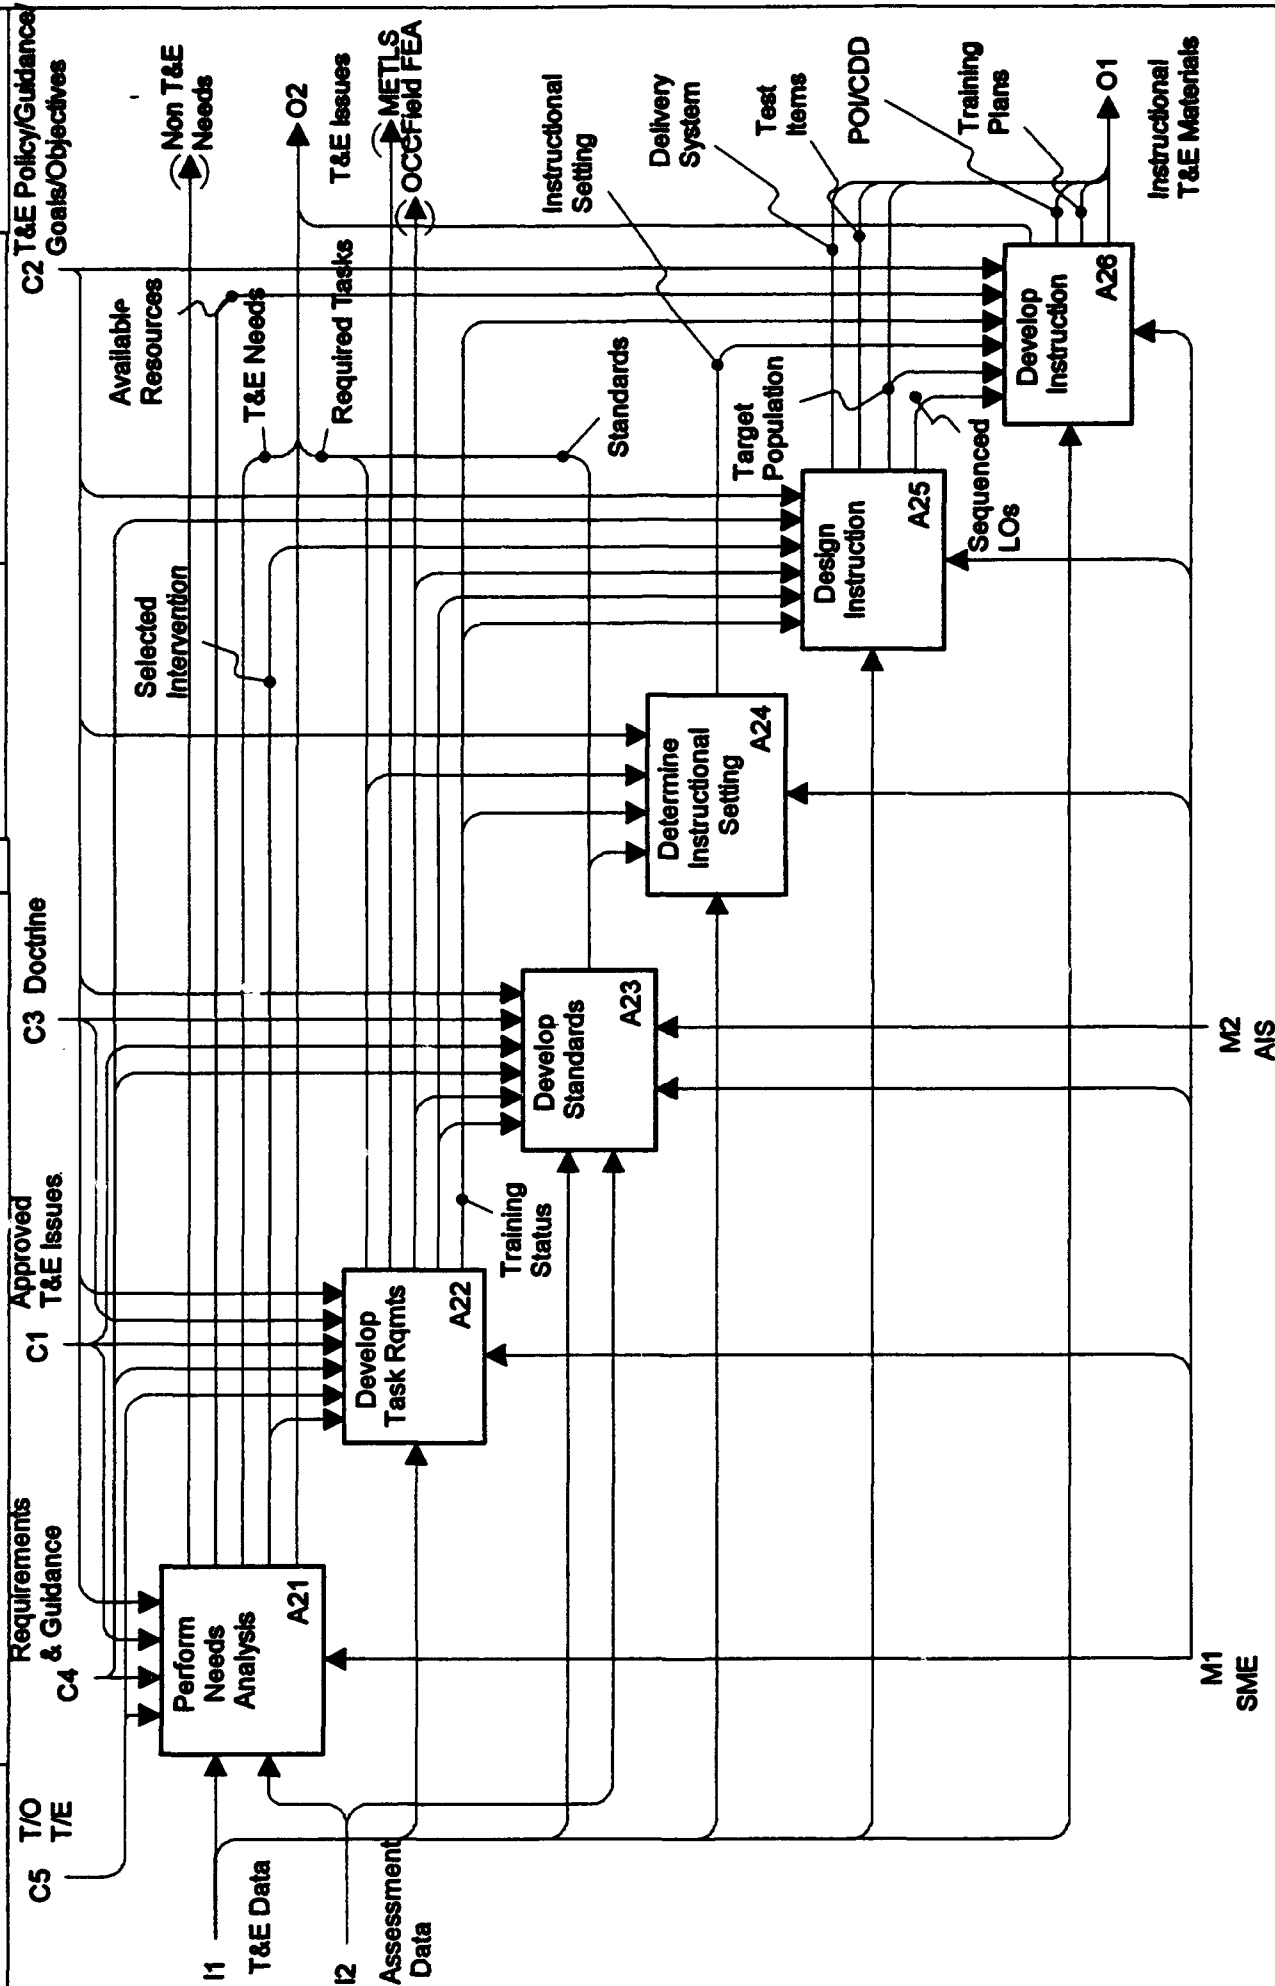 C5 T/O
T/E
C4 Requirements
& Guidance
C1 Approved
T&E Issues
C3 Doctrine
C2 T&E Policy/Guidance/
Goals/Objectives
I1
T&E Data
I2
Assessment
Data
Perform
Needs
Analysis
A21
Develop
Task Rqmts
A22
Training
Status
Develop
Standards
A23
Determine
Instructional
Setting
A24
Design
Instruction
A25
Develop
Instruction
A26
Selected
Intervention
Available
Resources
T&E Needs
Required Tasks
Standards
Instructional
Setting
Target
Population
Sequenced
LOs
Delivery
System
Test
Items
POI/CDD
Training
Plans
(Non T&E
Needs)
O2
T&E Issues
(METLS
(OCCField FEA)
O1
Instructional
T&E Materials
M1
SME
M2
AIS